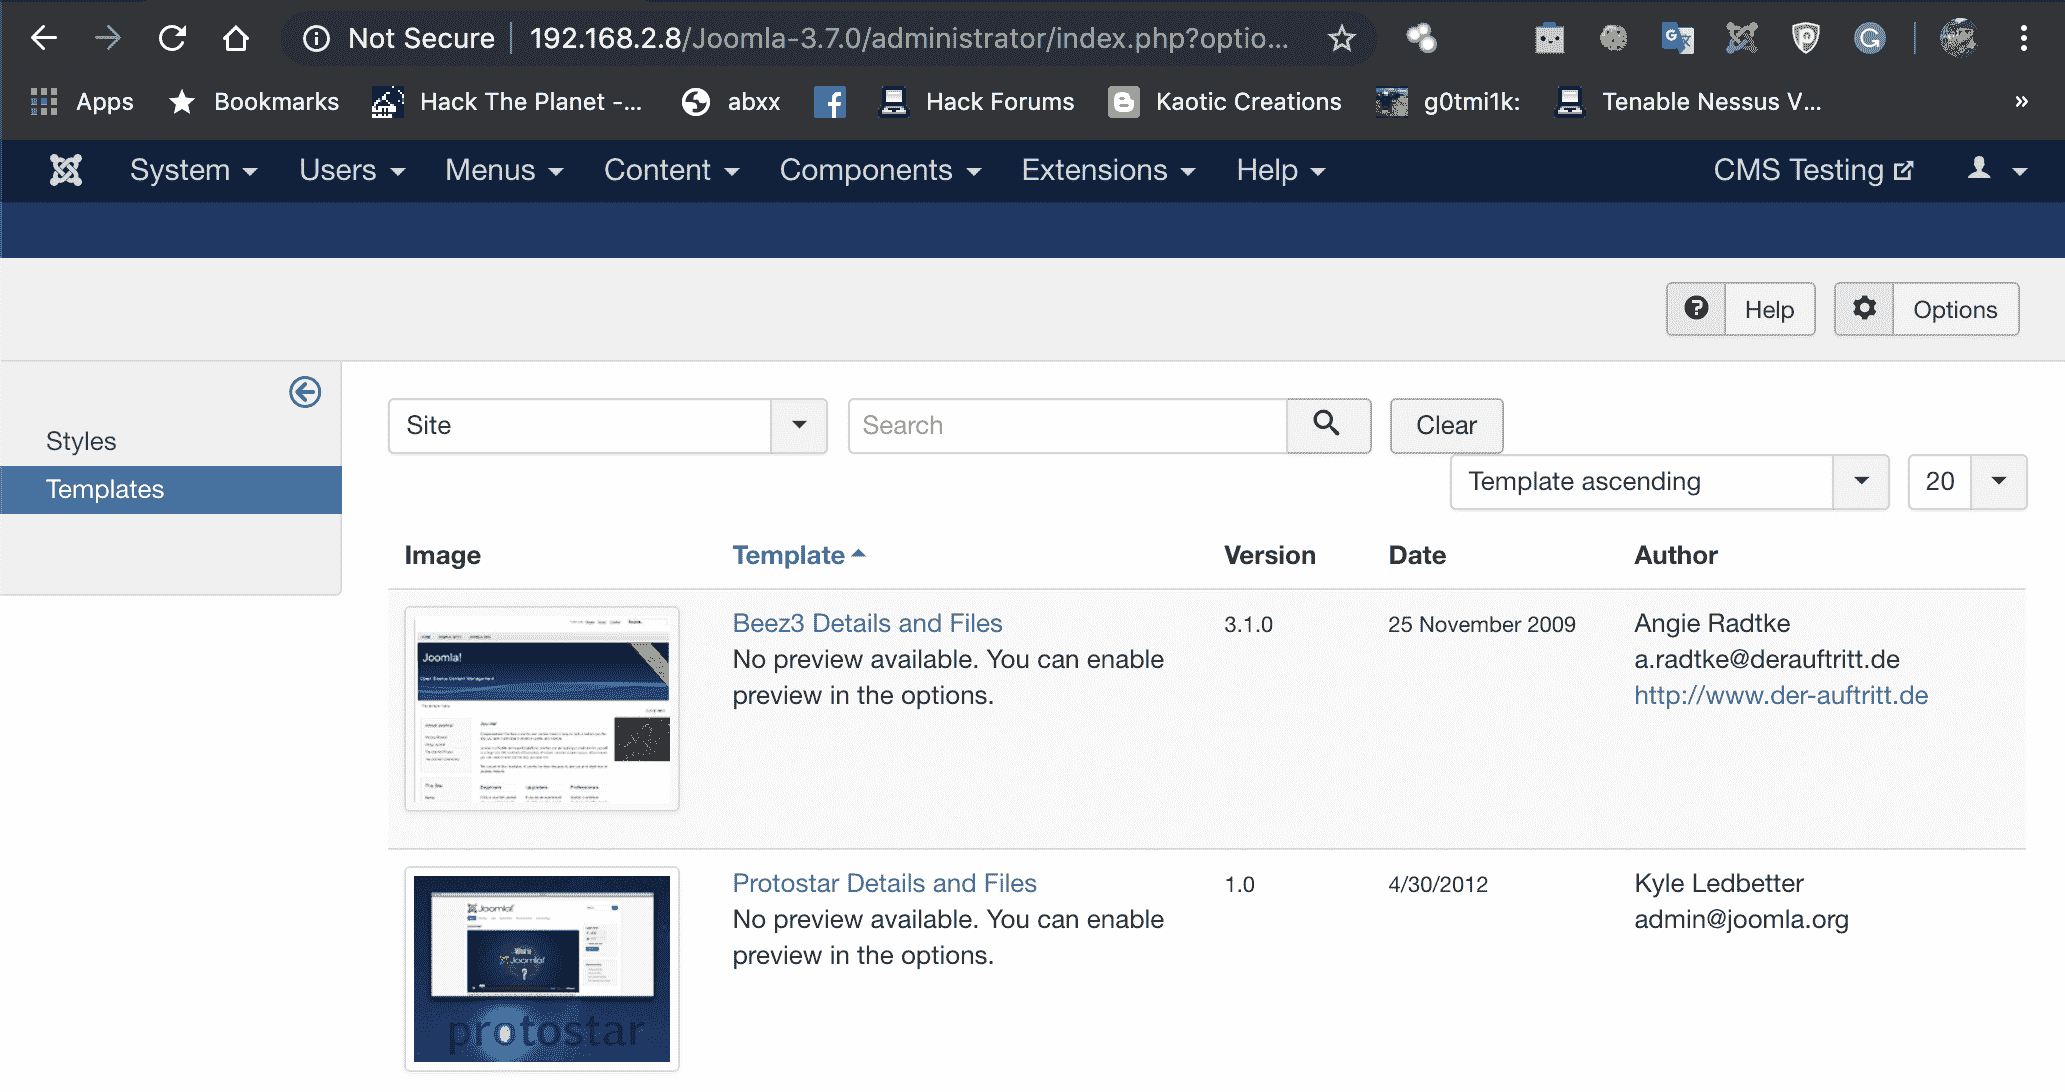 Not Secure 192.168.2.8/Joomla-3.7.0/administrator/index.php?optio...
Apps Bookmarks Hack The Planet -... abxx Hack Forums Kaotic Creations g0tmi1k: Tenable Nessus V... »
System Users Menus Content Components Extensions Help CMS Testing
Help Options
Styles
Templates
Site Search Clear
Template ascending 20
Image Template Version Date Author
Joomla!
Beez3 Details and Files 3.1.0 25 November 2009 Angie Radtke
No preview available. You can enable a.radtke@derauftritt.de
preview in the options. http://www.der-auftritt.de
Protostar Details and Files 1.0 4/30/2012 Kyle Ledbetter
No preview available. You can enable admin@joomla.org
preview in the options.
Joomla!
Joomla!
protostar